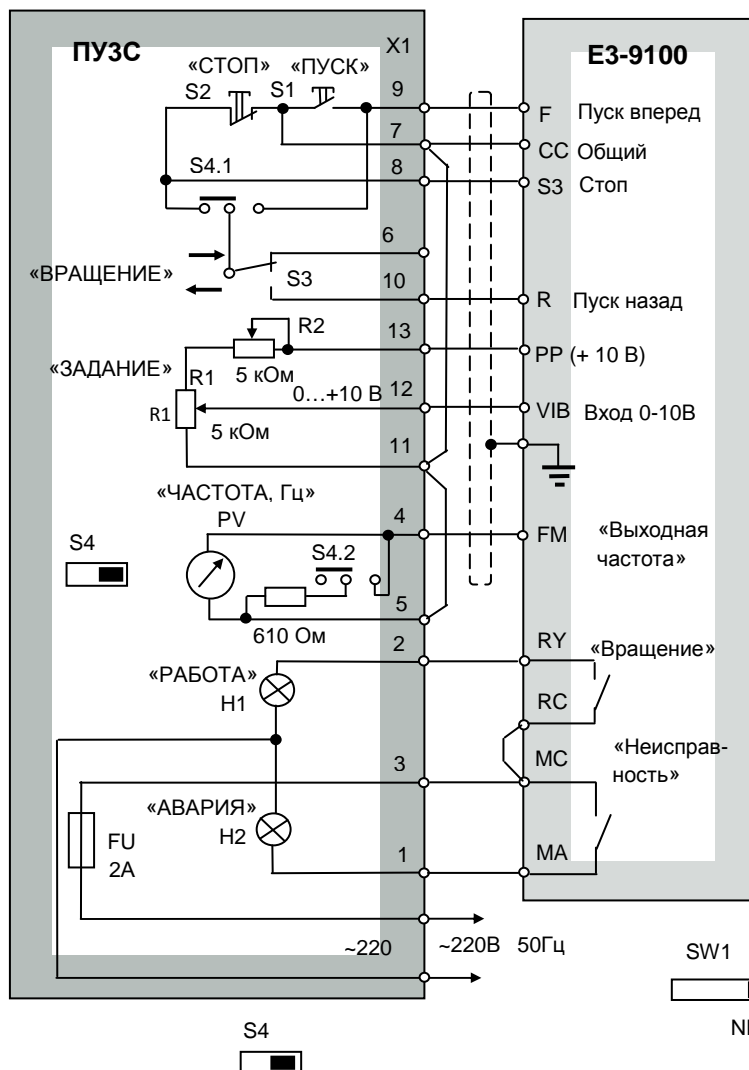 ПУ3С
X1
E3-9100
«СТОП» «ПУСК»
S2 S1
9
F Пуск вперед
7
CC Общий
S4.1
8
S3 Стоп
6
«ВРАЩЕНИЕ»
S3
10
R Пуск назад
R2
13
PP (+ 10 В)
«ЗАДАНИЕ»
5 кОм
R1
0…+10 В 12
R1
VIB Вход 0-10В
5 кОм
11
«ЧАСТОТА, Гц»
PV
4
FM «Выходная
частота»
S4
S4.2
5
610 Ом
2
RY
«Вращение»
«РАБОТА»
H1
RC
3
MC
«Неисправ-
ность»
«АВАРИЯ»
H2
FU
2А
1
MA
~220 ~220В 50Гц
SW1
S4